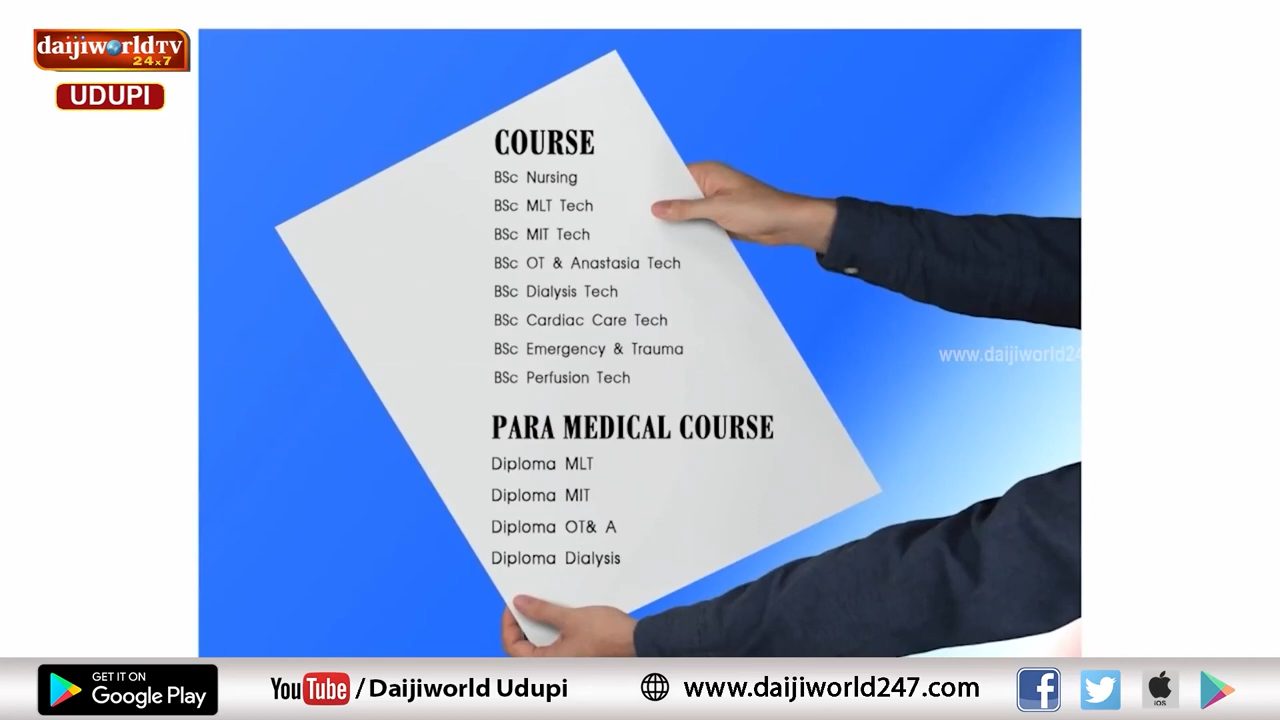 daijiworldTV
24x7
UDUPI
COURSE
BSc Nursing
BSc MLT Tech
BSc MIT Tech
BSc OT & Anastasia Tech
BSc Dialysis Tech
BSc Cardiac Care Tech
BSc Emergency & Trauma
BSc Perfusion Tech
www.daijiworld24
PARA MEDICAL COURSE
Diploma MLT
Diploma MIT
Diploma OT& A
Diploma Dialysis
GET IT ON
Google Play
YouTube /Daijiworld Udupi
www.daijiworld247.com
iOS